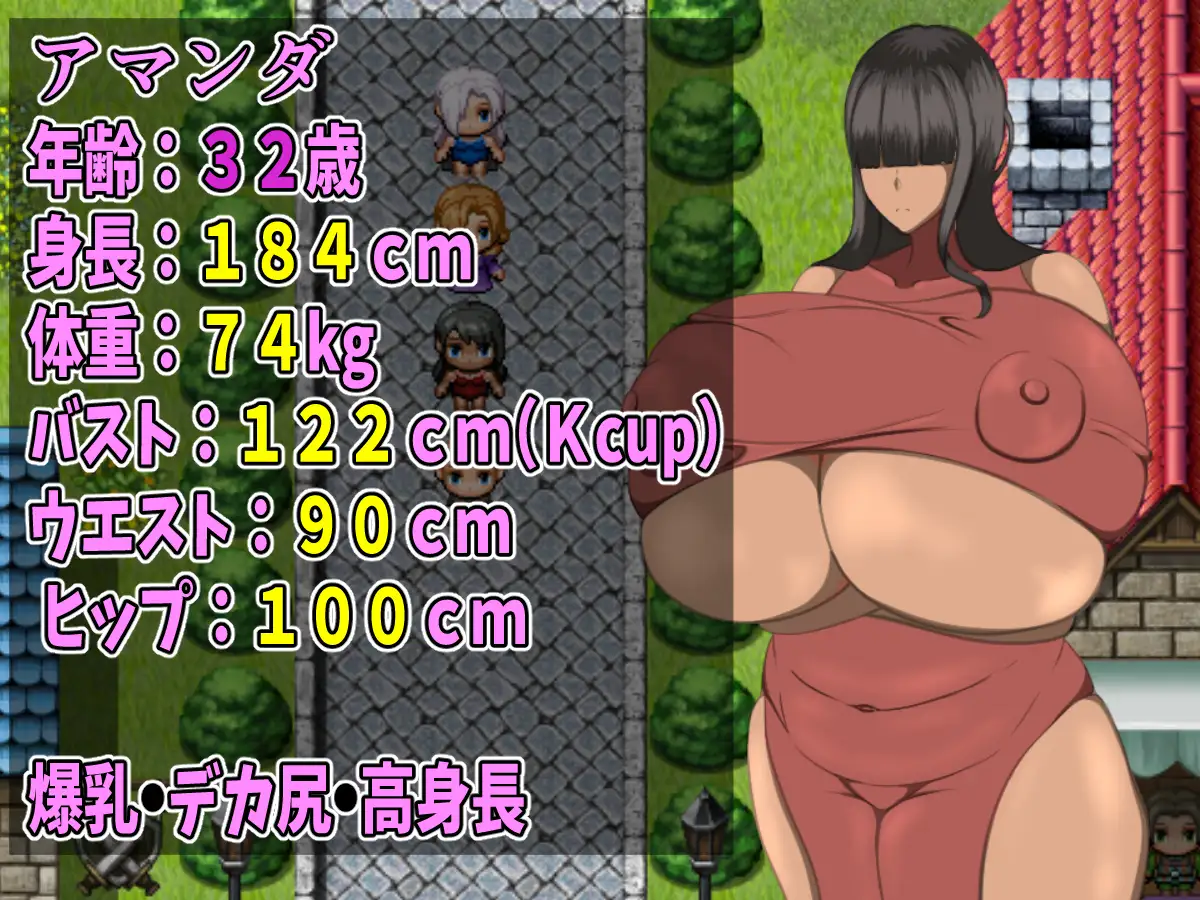 アマンダ
年齢：３２歳
身長：１８４ｃｍ
体重：７４kg
バスト：１２２ｃｍ(Ｋcup)
ウエスト：９０ｃｍ
ヒップ：１００ｃｍ
爆乳・デカ尻・高身長